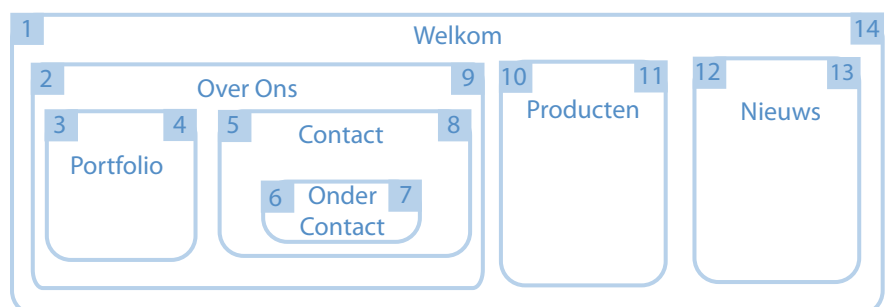 1 Welkom 14
2 Over Ons 9 10 11 12 13
Producten Nieuws
3 4 5 Contact 8
Portfolio
6 Onder 7
Contact